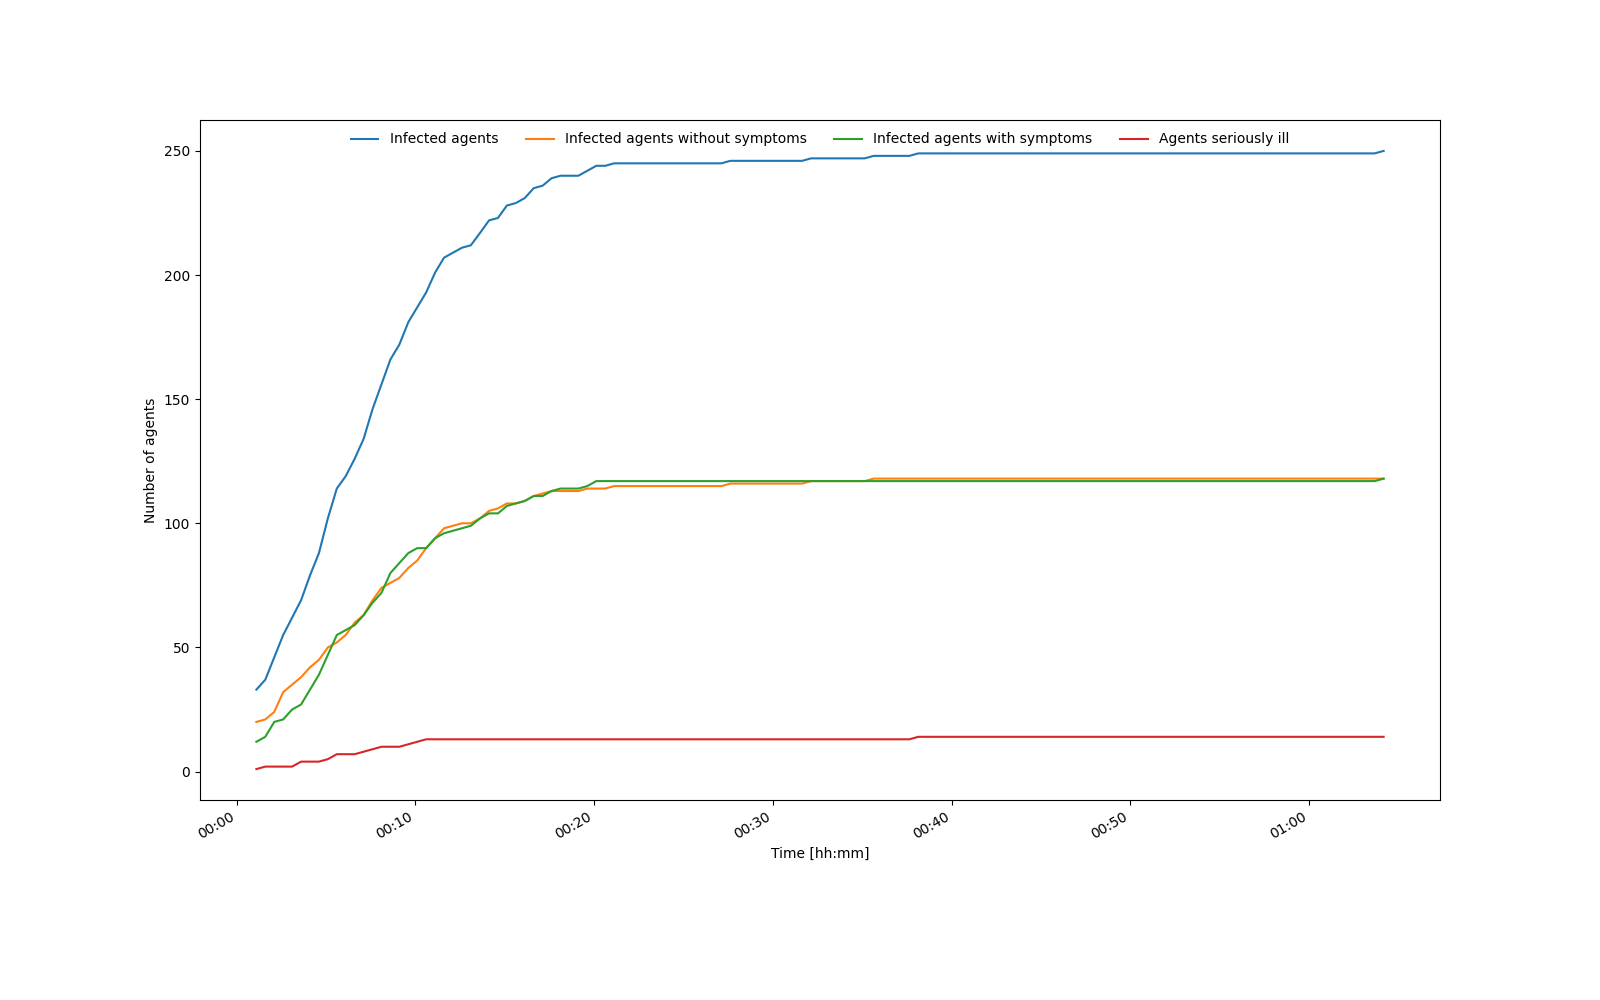 Infected agents
Infected agents without symptoms
Infected agents with symptoms
Agents seriously ill
250
200
150
100
50
0
Number of agents
00:00
00:10
00:20
00:30
00:40
00:50
01:00
Time [hh:mm]